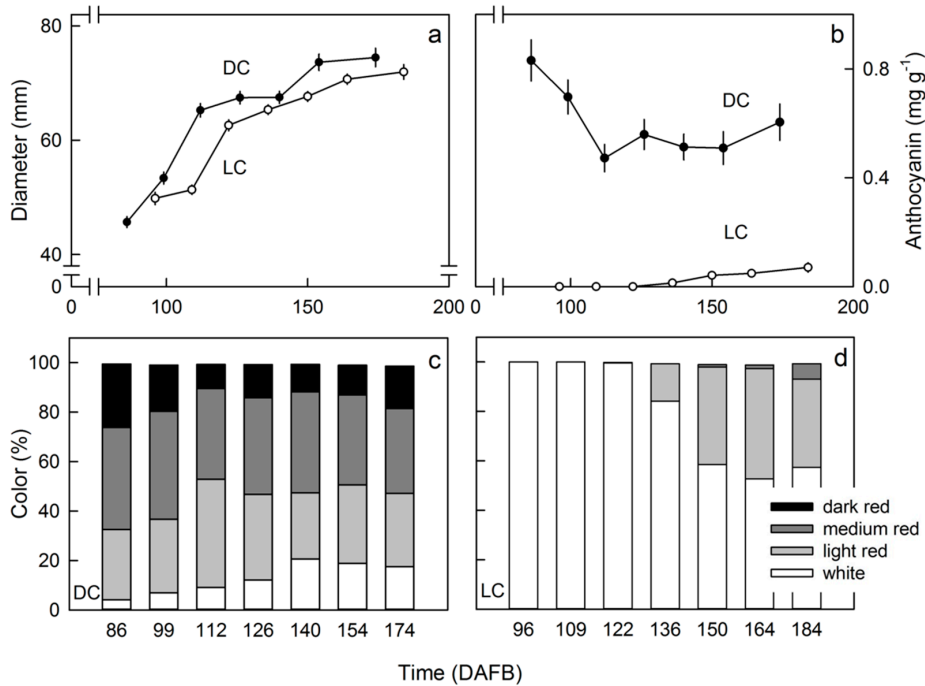 80
60
40
0
Diameter (mm)
a
DC
LC
0
100
150
200
b
DC
LC
0.8
0.4
0.0
Anthocyanin (mg g⁻¹)
0
100
150
200
100
80
60
40
20
0
Color (%)
c
DC
86 99 112 126 140 154 174
d
LC
dark red
medium red
light red
white
96 109 122 136 150 164 184
Time (DAFB)